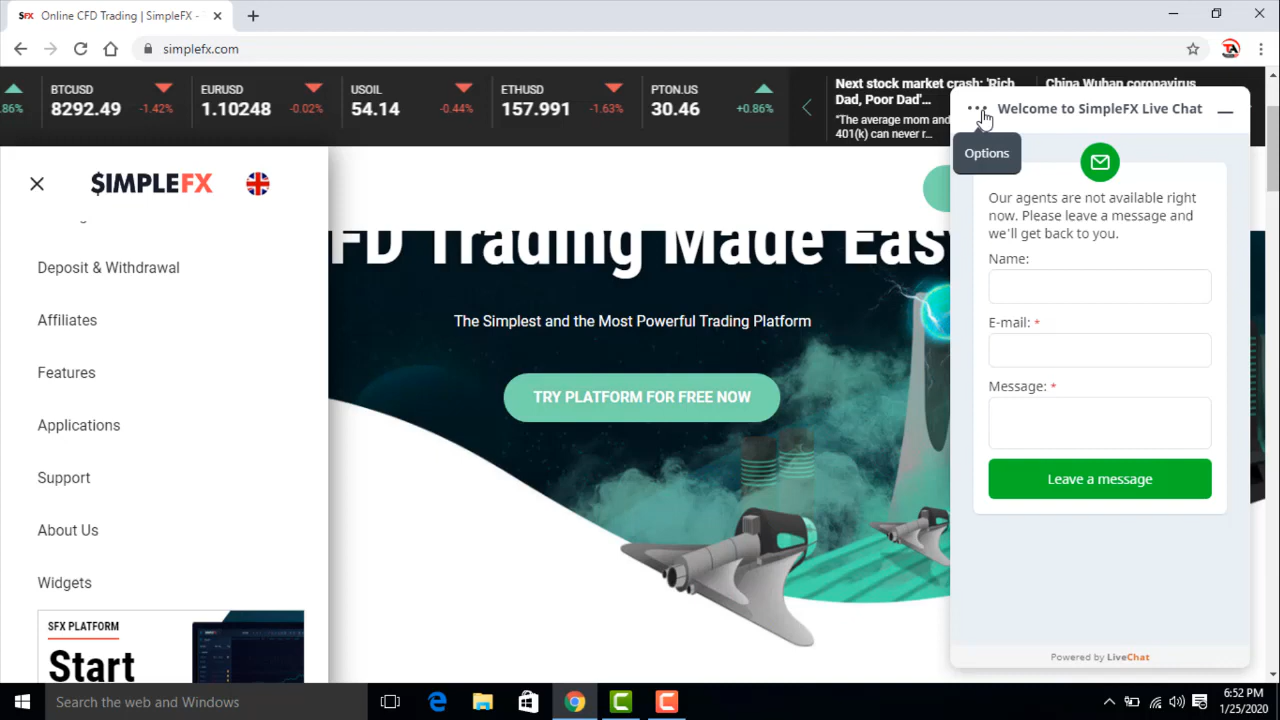 Online CFD Trading | SimpleFX -
simplefx.com
.86%
BTCUSD
8292.49 -1.42%
EURUSD
1.10248 -0.02%
USOIL
54.14 -0.44%
ETHUSD
157.991 -1.63%
PTON.US
30.46 +0.86%
Next stock market crash: 'Rich
Dad, Poor Dad'...
"The average mom and
401(k) can never r...
China Wuhan coronavirus
$IMPLEFX
Deposit & Withdrawal
Affiliates
Features
Applications
Support
About Us
Widgets
SFX PLATFORM
Start
CFD Trading Made Eas
The Simplest and the Most Powerful Trading Platform
TRY PLATFORM FOR FREE NOW
Welcome to SimpleFX Live Chat
Options
Our agents are not available right
now. Please leave a message and
we'll get back to you.
Name:
E-mail: *
Message: *
Leave a message
Powered by LiveChat
Search the web and Windows
6:52 PM
1/25/2020